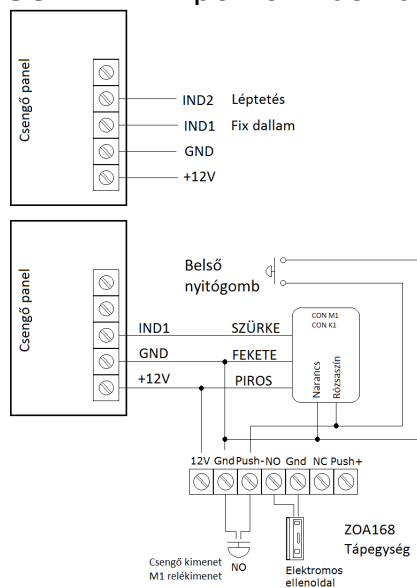 Csengő panel
IND2 Léptetés
IND1 Fix dallam
GND
+12V
Csengő panel
Belső
nyitógomb
CON M1
CON K1
IND1 SZÜRKE
GND FEKETE
+12V PIROS
Narancs
Rózsaszín
12V Gnd Push- NO Gnd NC Push+
ZOA168
Tápegység
Csengő kimenet
M1 relékimenet
NO
Elektromos
ellenoldal